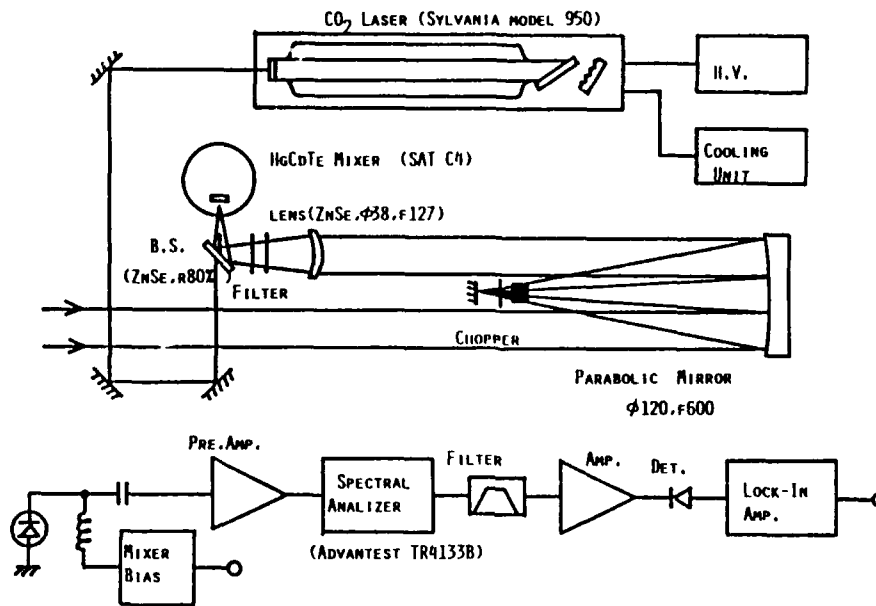 CO2 LASER (SYLVANIA MODEL 950)
H.V.
COOLING
UNIT
HGCDTE MIXER (SAT C4)
LENS(ZNSE,φ38,F127)
B.S.
(ZNSE,R80%)
FILTER
CHOPPER
PARABOLIC MIRROR
φ120,F600
PRE.AMP.
SPECTRAL
ANALIZER
(ADVANTEST TR4133B)
FILTER
AMP.
DET.
LOCK-IN
AMP.
MIXER
BIAS